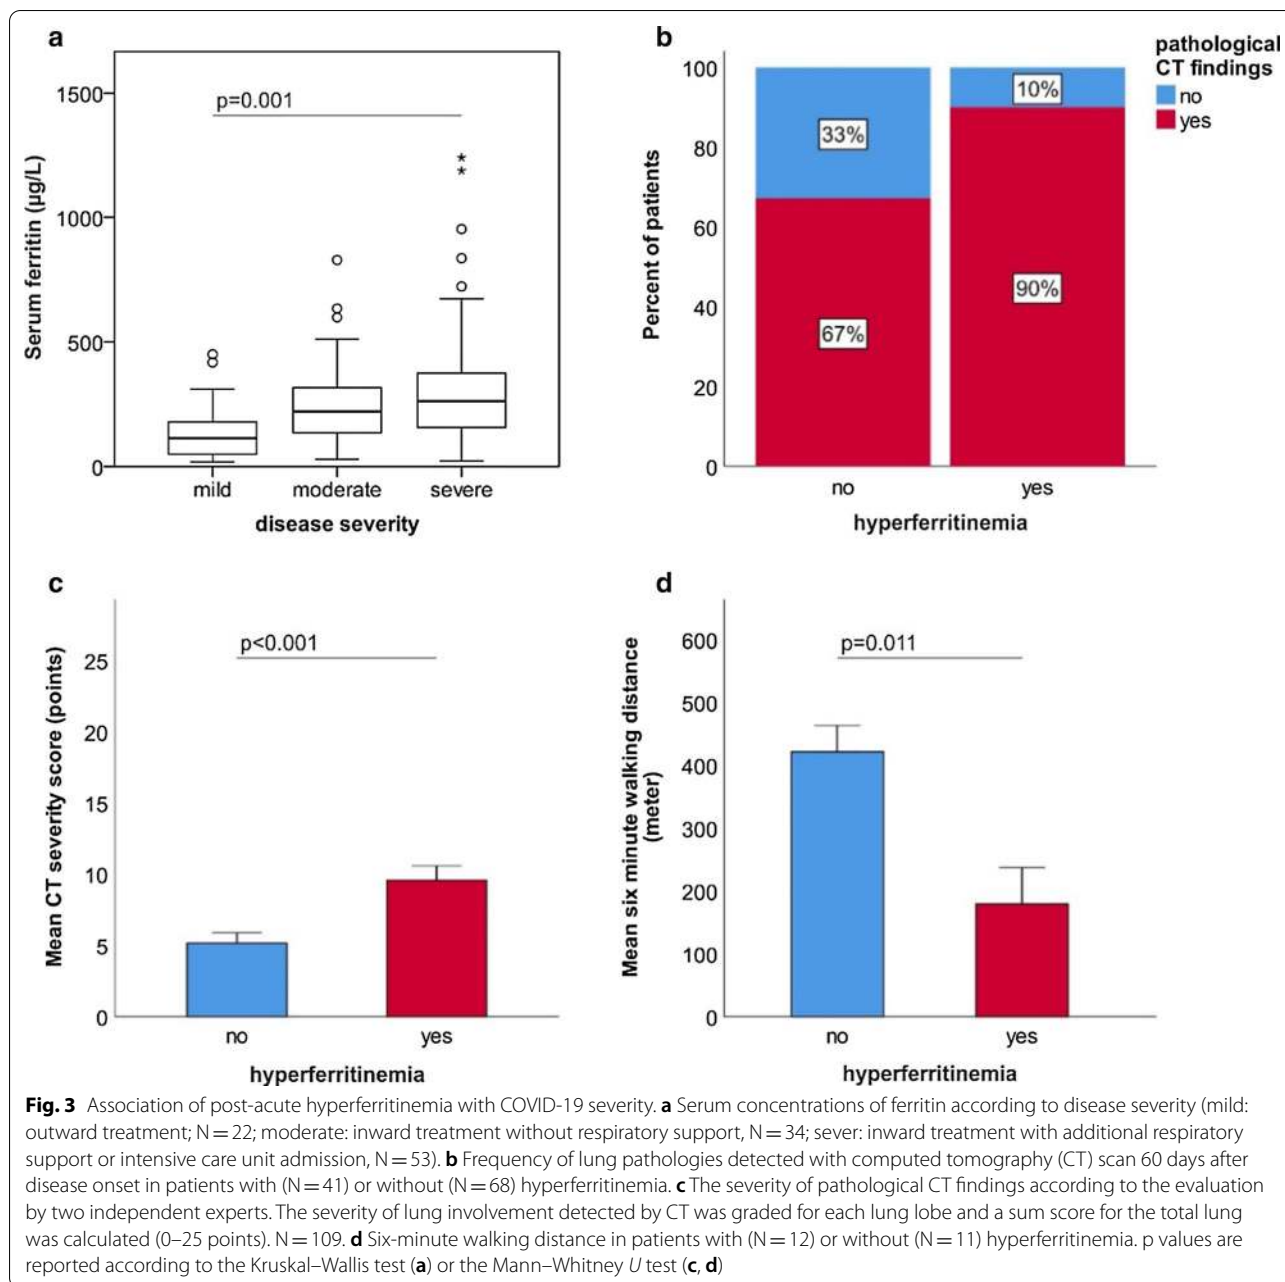 a
p=0.001
Serum ferritin (µg/L)
1500
1000
500
0
mild moderate severe
disease severity
b
pathological
CT findings
no
yes
Percent of patients
100
80
60
40
20
0
33%
67%
10%
90%
no yes
hyperferritinemia
c
p<0.001
Mean CT severity score (points)
25
20
15
10
5
0
no yes
hyperferritinemia
d
p=0.011
Mean six minute walking distance
(meter)
600
500
400
300
200
100
0
no yes
hyperferritinemia
Fig. 3 Association of post-acute hyperferritinemia with COVID-19 severity. a Serum concentrations of ferritin according to disease severity (mild:
outward treatment; N = 22; moderate: inward treatment without respiratory support, N = 34; sever: inward treatment with additional respiratory
support or intensive care unit admission, N = 53). b Frequency of lung pathologies detected with computed tomography (CT) scan 60 days after
disease onset in patients with (N = 41) or without (N = 68) hyperferritinemia. c The severity of pathological CT findings according to the evaluation
by two independent experts. The severity of lung involvement detected by CT was graded for each lung lobe and a sum score for the total lung
was calculated (0–25 points). N = 109. d Six-minute walking distance in patients with (N = 12) or without (N = 11) hyperferritinemia. p values are
reported according to the Kruskal–Wallis test (a) or the Mann–Whitney U test (c, d)